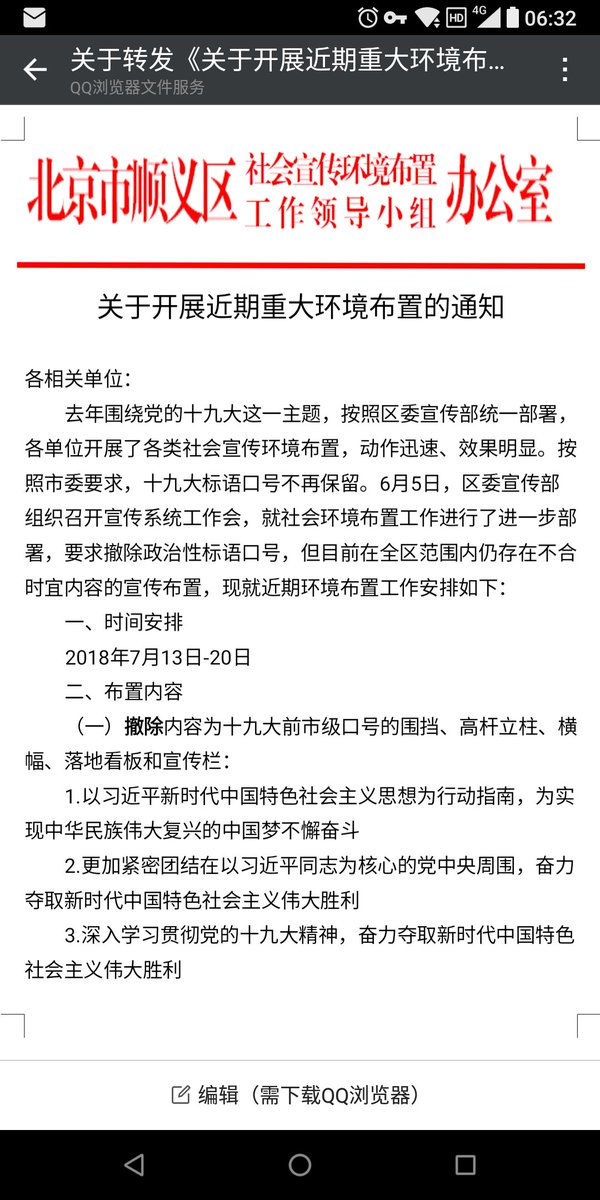 4G
HD
06:32
关于转发《关于开展近期重大环境布...
QQ浏览器文件服务
北京市顺义区 社会宣传环境布置 办公室
工作领导小组
关于开展近期重大环境布置的通知
各相关单位：
去年围绕党的十九大这一主题，按照区委宣传部统一部署，
各单位开展了各类社会宣传环境布置，动作迅速、效果明显。按
照市委要求，十九大标语口号不再保留。6月5日，区委宣传部
组织召开宣传系统工作会，就社会环境布置工作进行了进一步部
署，要求撤除政治性标语口号，但目前在全区范围内仍存在不合
时宜内容的宣传布置，现就近期环境布置工作安排如下：
一、时间安排
2018年7月13日-20日
二、布置内容
（一）撤除内容为十九大前市级口号的围挡、高杆立柱、横
幅、落地看板和宣传栏：
1.以习近平新时代中国特色社会主义思想为行动指南，为实
现中华民族伟大复兴的中国梦不懈奋斗
2.更加紧密团结在以习近平同志为核心的党中央周围，奋力
夺取新时代中国特色社会主义伟大胜利
3.深入学习贯彻党的十九大精神，奋力夺取新时代中国特色
社会主义伟大胜利
编辑（需下载QQ浏览器）